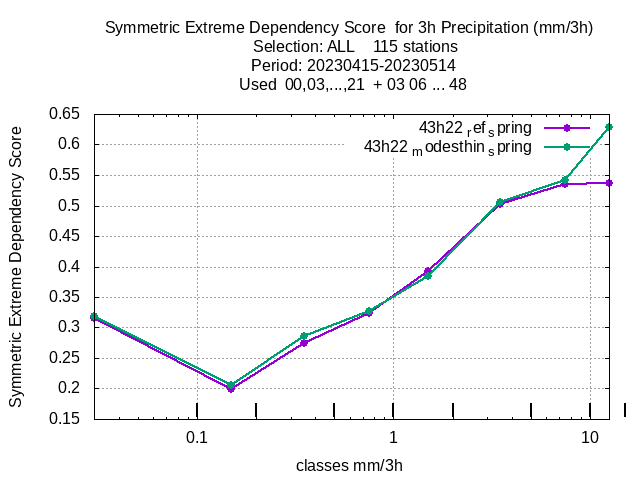 Symmetric Extreme Dependency Score  for 3h Precipitation (mm/3h)
Selection: ALL    115 stations
Period: 20230415-20230514
Used  00,03,...,21  + 03 06 ... 48
43h22 ref spring
43h22 modesthin spring
Symmetric Extreme Dependency Score
0.65
0.6
0.55
0.5
0.45
0.4
0.35
0.3
0.25
0.2
0.15
0.1
1
10
classes mm/3h